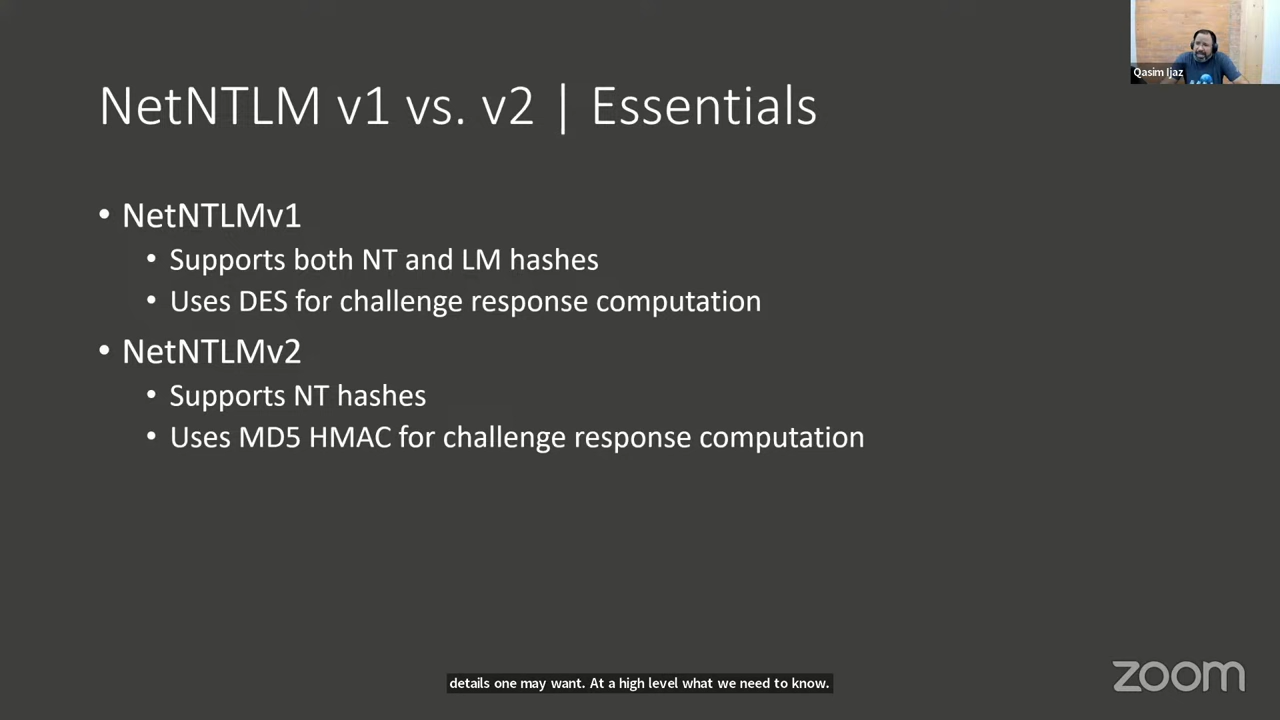 Qasim Ijaz
NetNTLM v1 vs. v2 | Essentials
• NetNTLMv1
• Supports both NT and LM hashes
• Uses DES for challenge response computation
• NetNTLMv2
• Supports NT hashes
• Uses MD5 HMAC for challenge response computation
details one may want. At a high level what we need to know.
zoom